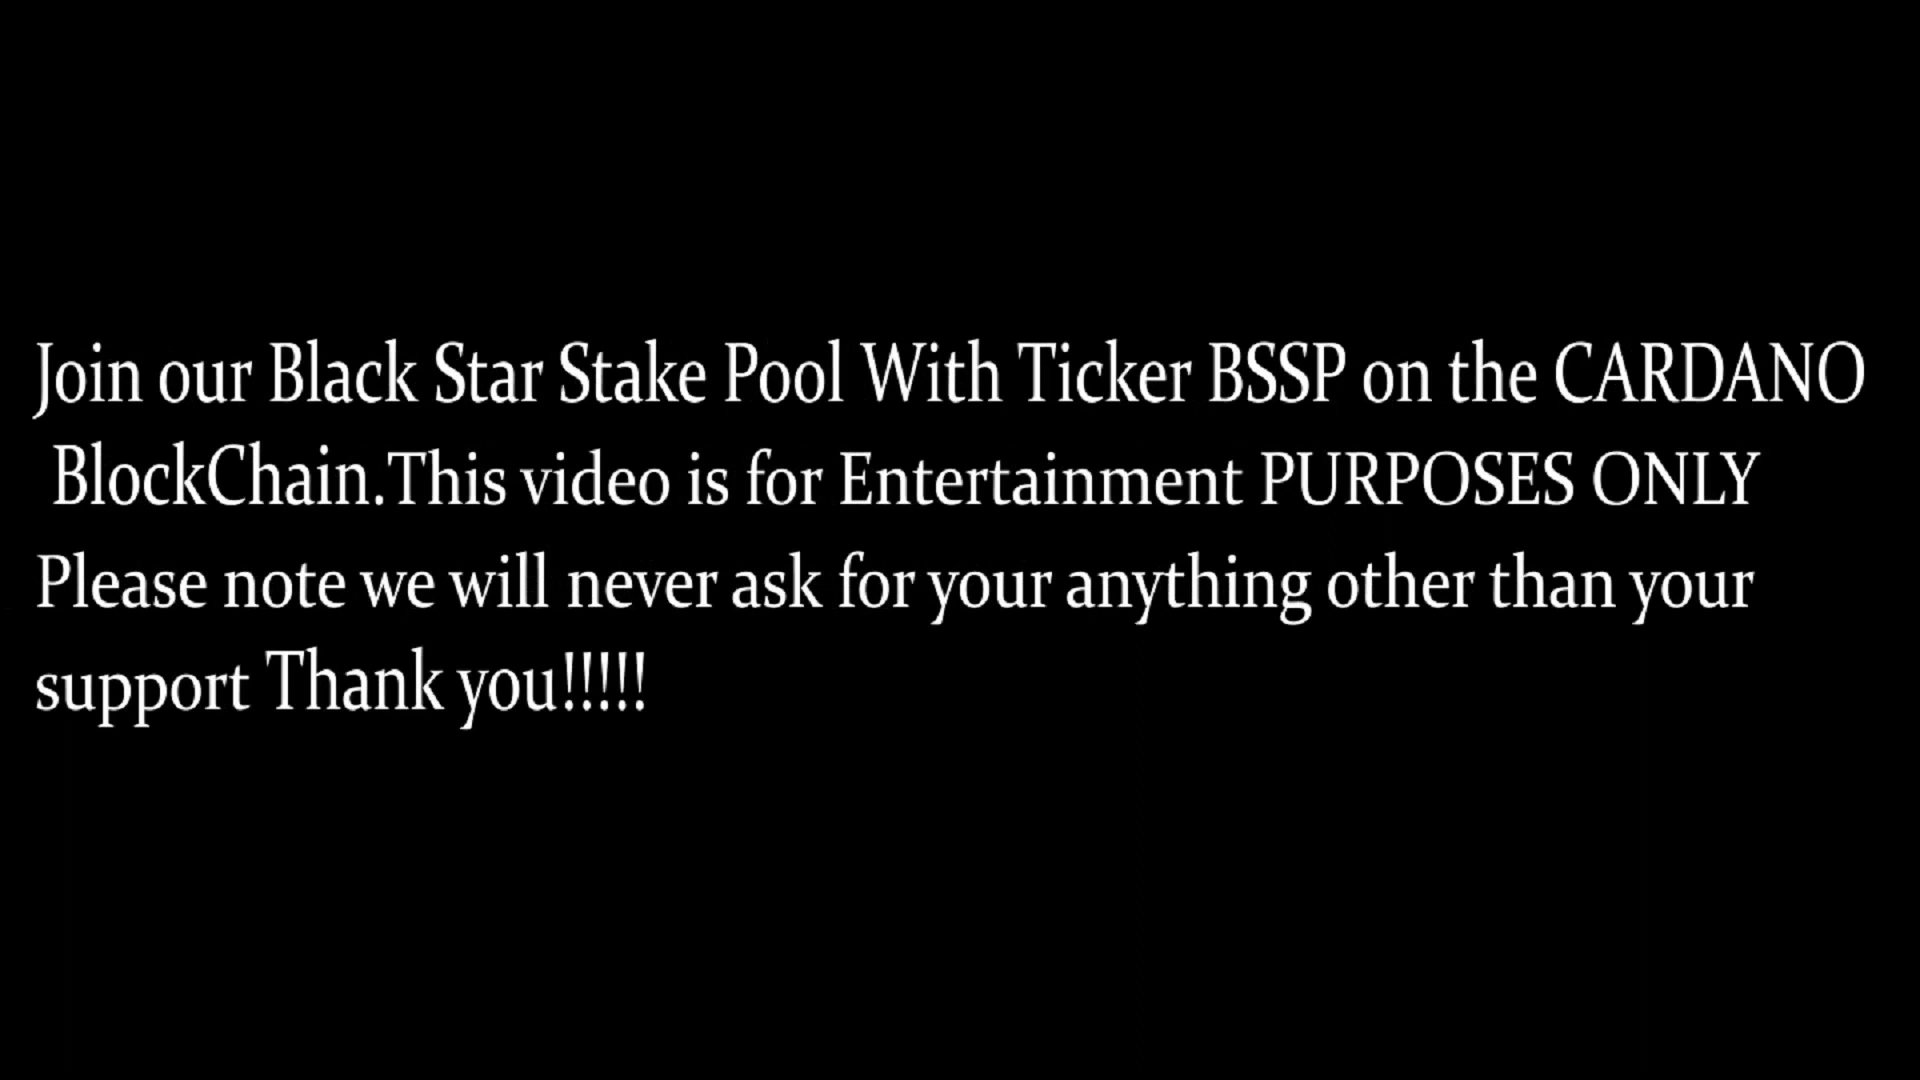 Join our Black Star Stake Pool With Ticker BSSP on the CARDANO
BlockChain.This video is for Entertainment PURPOSES ONLY
Please note we will never ask for your anything other than your
support Thank you!!!!!